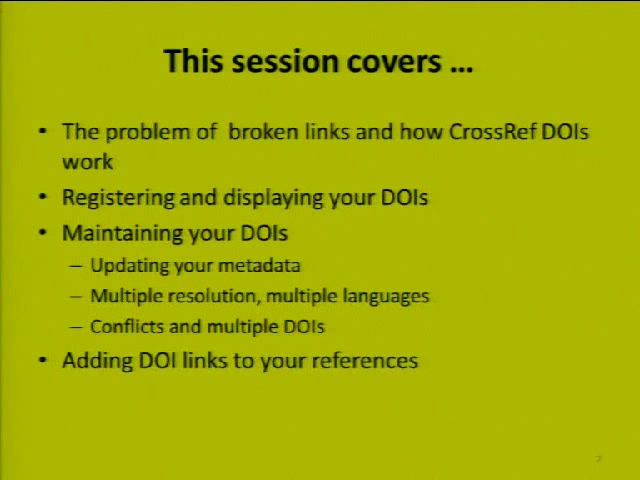 This session covers …
• The problem of broken links and how CrossRef DOIs
work
• Registering and displaying your DOIs
• Maintaining your DOIs
– Updating your metadata
– Multiple resolution, multiple languages
– Conflicts and multiple DOIs
• Adding DOI links to your references